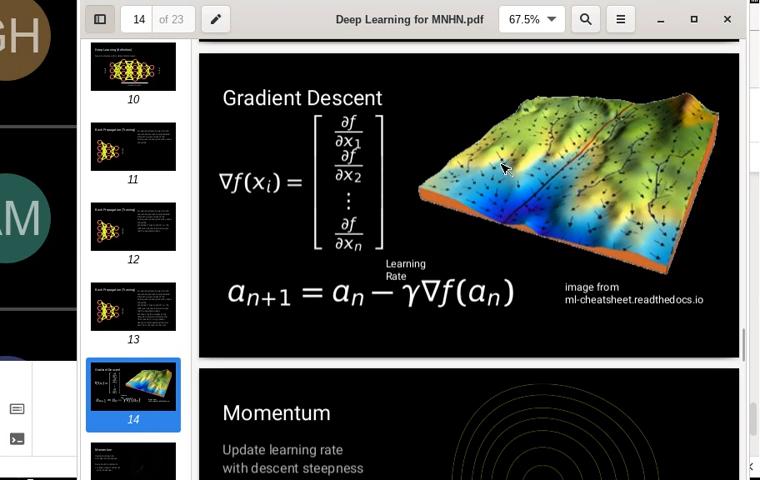 14 of 23
Deep Learning for MNHN.pdf
67.5%
GH
AM
10
11
12
13
14
Gradient Descent
∇f(xᵢ) = [∂f/∂x₁ ∂f/∂x₂ ⋮ ∂f/∂xₙ]
Learning
Rate
aₙ₊₁ = aₙ − γ∇f(aₙ)
image from
ml-cheatsheet.readthedocs.io
Momentum
Update learning rate
with descent steepness